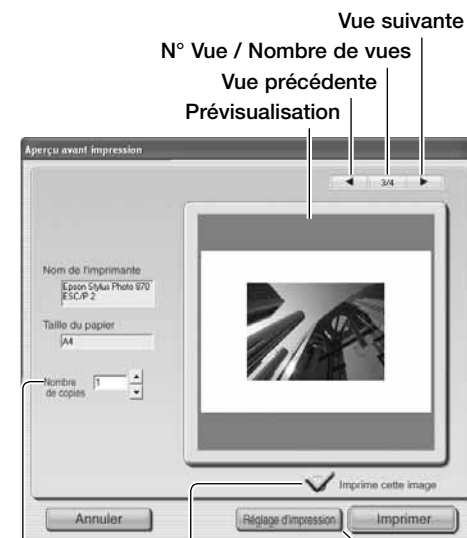 Vue suivante
N° Vue / Nombre de vues
Vue précédente
Prévisualisation
Aperçu avant impression
3/4
Nom de l'imprimante
Epson Stylus Photo 870
ESC/P 2
Taille du papier
A4
Nombre
de copies
1
Imprime cette image
Annuler
Réglage d'impression
Imprimer